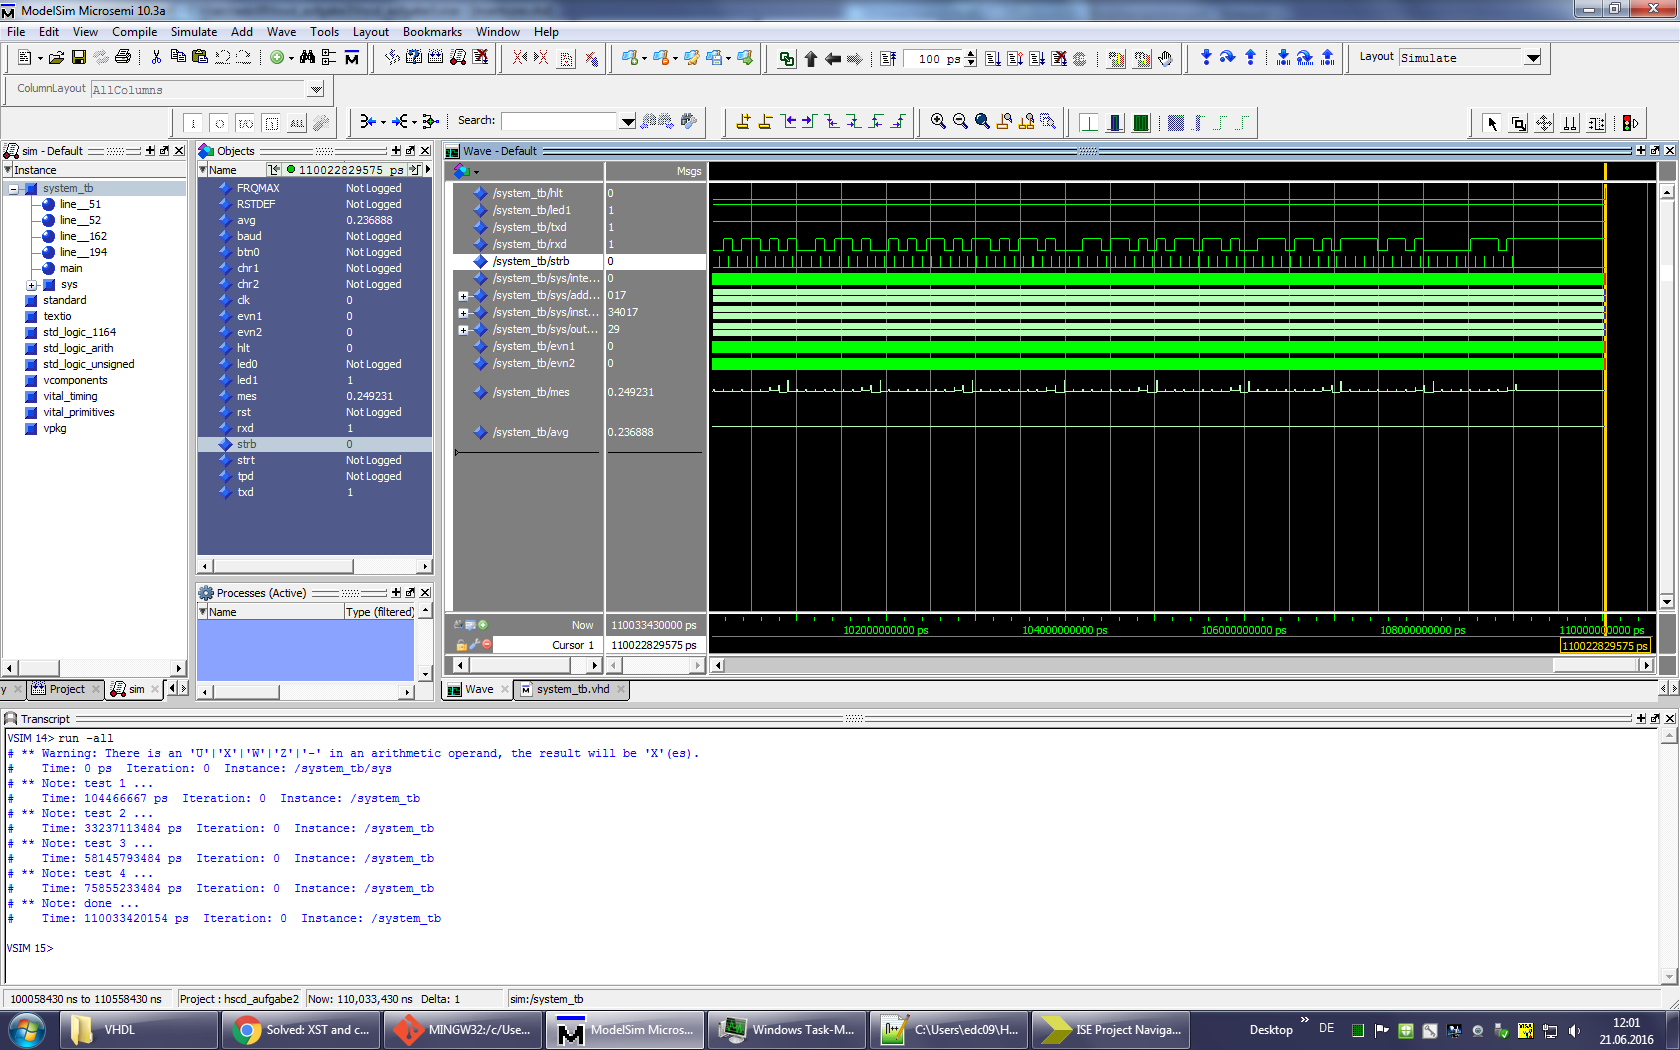 ModelSim Microsemi 10.3a
File Edit View Compile Simulate Add Wave Tools Layout Bookmarks Window Help
100 ps
Layout Simulate
ColumnLayout AllColumns
Search:
sim - Default
Instance
system_tb
line__51
line__52
line__162
line__194
main
sys
standard
textio
std_logic_1164
std_logic_arith
std_logic_unsigned
vcomponents
vital_timing
vital_primitives
vpkg
Project
sim
Objects
Name 110022829575 ps
FRQMAX Not Logged
RSTDEF Not Logged
avg 0.236888
baud Not Logged
btn0 Not Logged
chr1 Not Logged
chr2 Not Logged
clk 0
evn1 0
evn2 0
hlt 0
led0 Not Logged
led1 1
mes 0.249231
rst Not Logged
rxd 1
strb 0
strt Not Logged
tpd Not Logged
txd 1
Processes (Active)
Name Type (filtered)
Wave - Default
Msgs
/system_tb/hlt 0
/system_tb/led1 1
/system_tb/txd 1
/system_tb/rxd 1
/system_tb/strb 0
/system_tb/sys/inte... 0
/system_tb/sys/add... 017
/system_tb/sys/inst... 34017
/system_tb/sys/out... 29
/system_tb/evn1 0
/system_tb/evn2 0
/system_tb/mes 0.249231
/system_tb/avg 0.236888
Now 110033430000 ps
102000000000 ps 104000000000 ps 106000000000 ps 108000000000 ps 110000000000 ps
Cursor 1 110022829575 ps
110022829575 ps
Wave system_tb.vhd
Transcript
VSIM 14> run -all
# ** Warning: There is an 'U'|'X'|'W'|'Z'|'-' in an arithmetic operand, the result will be 'X'(es).
# Time: 0 ps Iteration: 0 Instance: /system_tb/sys
# ** Note: test 1 ...
# Time: 104466667 ps Iteration: 0 Instance: /system_tb
# ** Note: test 2 ...
# Time: 33237113484 ps Iteration: 0 Instance: /system_tb
# ** Note: test 3 ...
# Time: 58145793484 ps Iteration: 0 Instance: /system_tb
# ** Note: test 4 ...
# Time: 75855233484 ps Iteration: 0 Instance: /system_tb
# ** Note: done ...
# Time: 110033420154 ps Iteration: 0 Instance: /system_tb
VSIM 15>
100058430 ns to 110558430 ns Project : hscd_aufgabe2 Now: 110,033,430 ns Delta: 1 sim:/system_tb
VHDL
Solved: XST and c...
MINGW32:/c/Use...
ModelSim Micros...
Windows Task-M...
C:\Users\edc09\H...
ISE Project Naviga...
Desktop
DE
12:01
21.06.2016